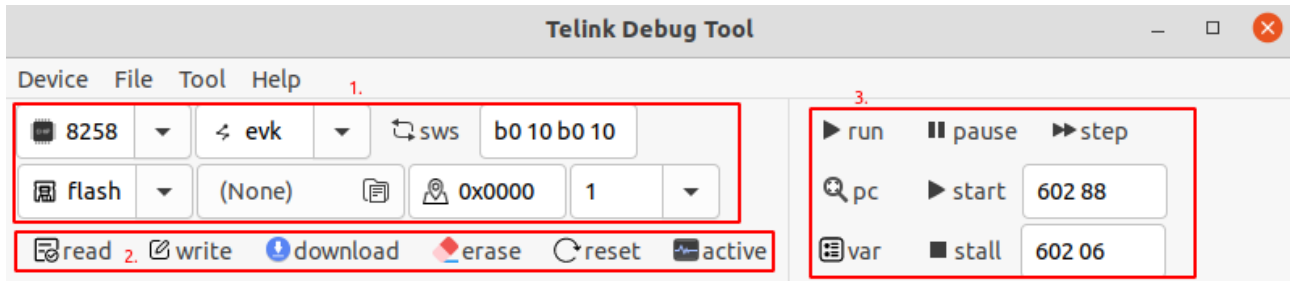 Telink Debug Tool
Device File Tool Help
1.
8258 evk sws b0 10 b0 10
flash (None) 0x0000 1
read 2. write download erase reset active
3.
run pause step
pc start 602 88
var stall 602 06